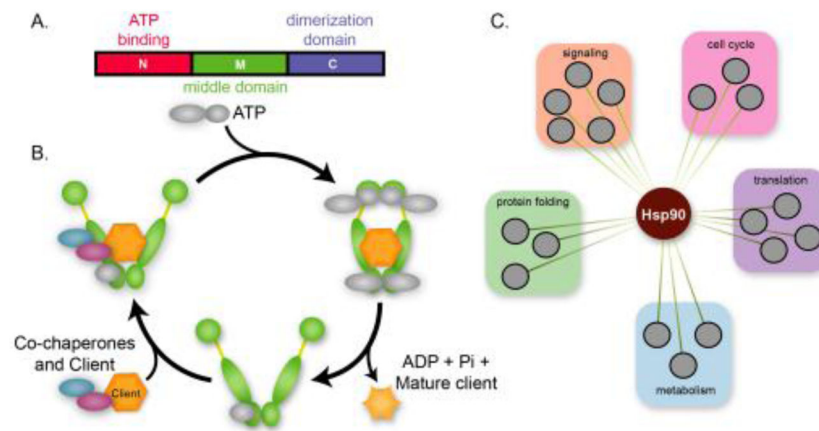 A.
ATP
binding
dimerization
domain
N
M
C
middle domain
ATP
B.
Co-chaperones
and Client
Client
ADP + Pi +
Mature client
C.
signaling
cell cycle
protein folding
Hsp90
translation
metabolism